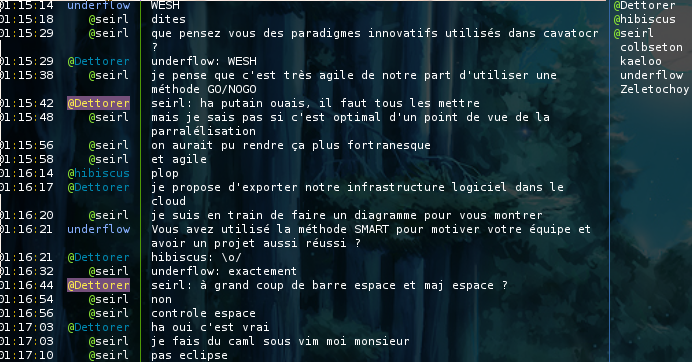 01:15:14 underflow WESH @Dettorer
01:15:18 @seirl dites @hibiscus
01:15:29 @seirl que pensez vous des paradigmes innovatifs utilisés dans cavatocr @seirl
? colbseton
01:15:29 @Dettorer underflow: WESH kaeloo
01:15:38 @seirl je pense que c'est très agile de notre part d'utiliser une underflow
méthode GO/NOGO Zeletochoy
01:15:42 @Dettorer seirl: ha putain ouais, il faut tous les mettre
01:15:48 @seirl mais je sais pas si c'est optimal d'un point de vue de la
parralélisation
01:15:56 @seirl on aurait pu rendre ça plus fortranesque
01:15:58 @seirl et agile
01:16:14 @hibiscus plop
01:16:17 @Dettorer je propose d'exporter notre infrastructure logiciel dans le
cloud
01:16:20 @seirl je suis en train de faire un diagramme pour vous montrer
01:16:21 underflow Vous avez utilisé la méthode SMART pour motiver votre équipe et
avoir un projet aussi réussi ?
01:16:21 @Dettorer hibiscus: \o/
01:16:32 @seirl underflow: exactement
01:16:44 @Dettorer seirl: à grand coup de barre espace et maj espace ?
01:16:54 @seirl non
01:16:56 @seirl controle espace
01:17:03 @Dettorer ha oui c'est vrai
01:17:03 @seirl je fais du caml sous vim moi monsieur
01:17:10 @seirl pas eclipse